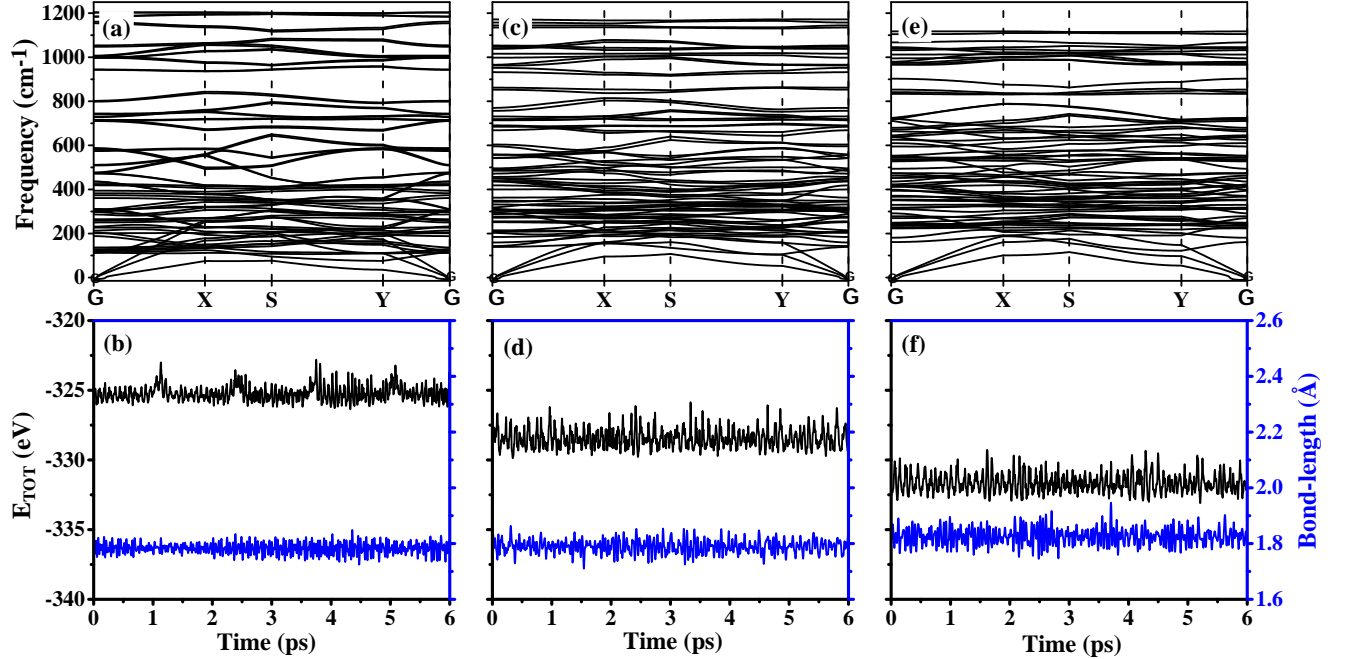 (a) (c) (e)
1200
1000
800
600
400
200
0
Frequency (cm-1)
G G G G G G
G X S Y G G X S Y G G X S Y G
(b) (d) (f)
-320
-325
-330
-335
-340
ETOT (eV)
2.6
2.4
2.2
2.0
1.8
1.6
Bond-length (Å)
0 1 2 3 4 5 6 0 1 2 3 4 5 6 0 1 2 3 4 5 6
Time (ps) Time (ps) Time (ps)